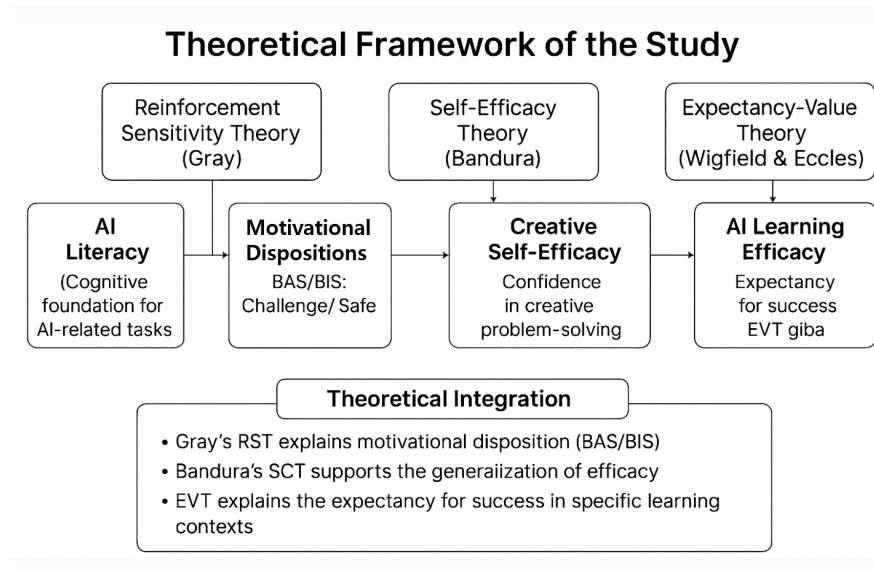 Theoretical Framework of the Study
Reinforcement
Sensitivity Theory
(Gray)
Self-Efficacy
Theory
(Bandura)
Expectancy-Value
Theory
(Wigfield & Eccles)
AI
Literacy
(Cognitive
foundation for
AI-related tasks
Motivational
Dispositions
BAS/BIS:
Challenge/ Safe
Creative
Self-Efficacy
Confidence
in creative
problem-solving
AI Learning
Efficacy
Expectancy
for success
EVT giba
Theoretical Integration
• Gray's RST explains motivational disposition (BAS/BIS)
• Bandura's SCT supports the generaiization of efficacy
• EVT explains the expectancy for success in specific learning
contexts